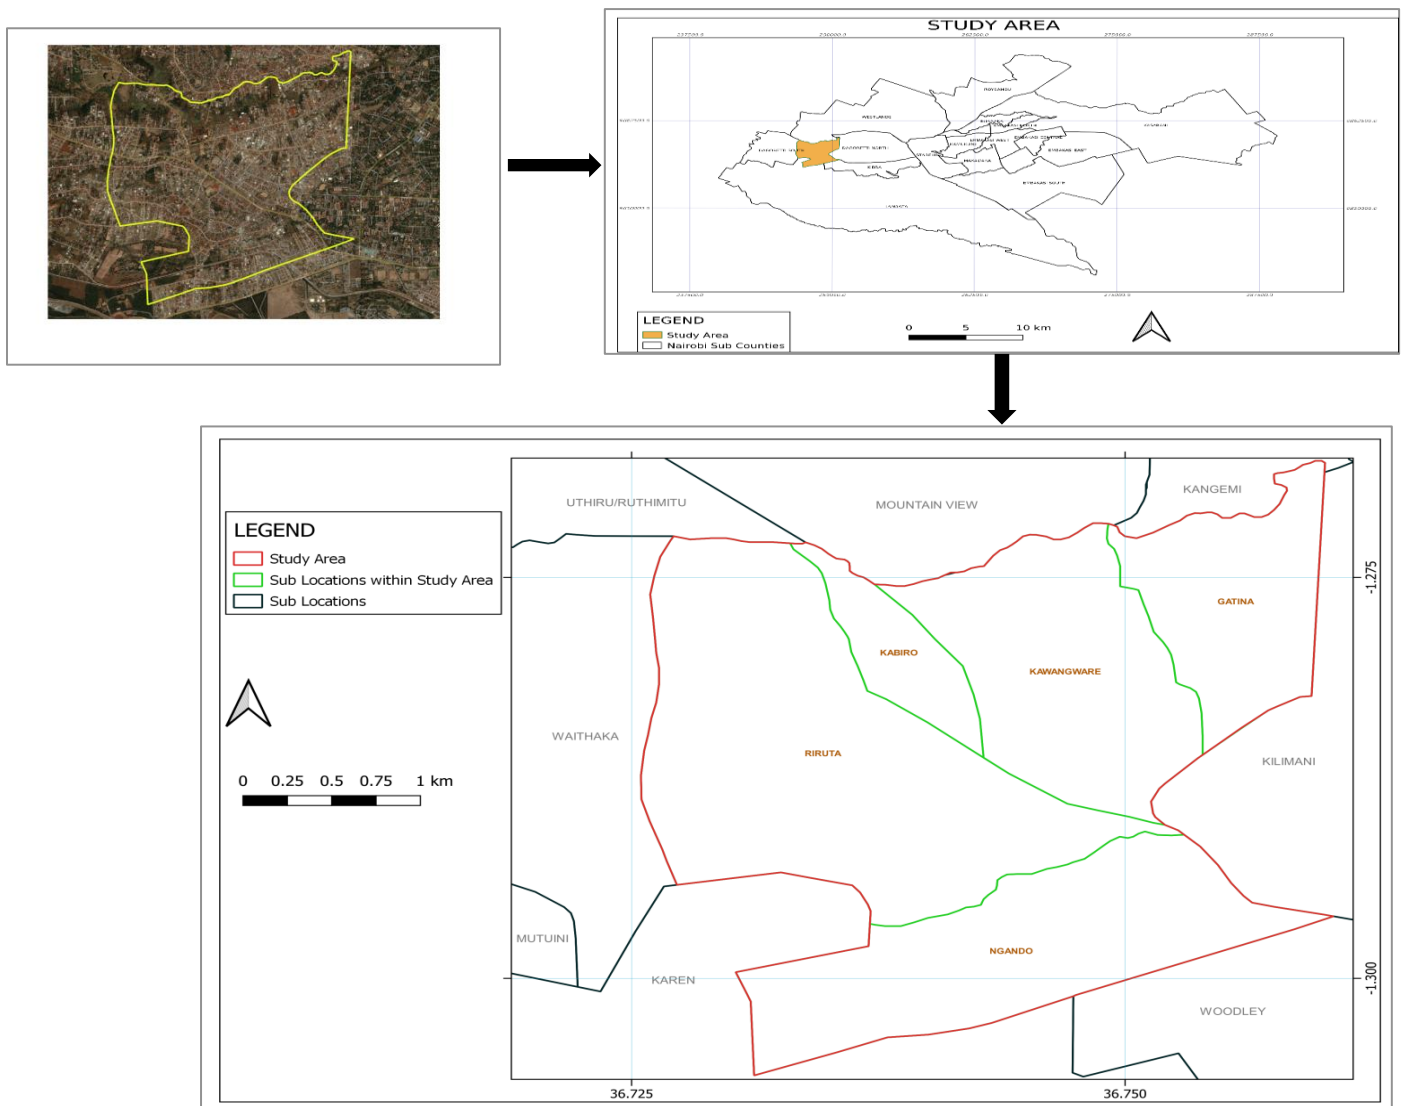 STUDY AREA
ROYSAMBU
WESTLANDS
KASARANI
DAGORETTI NORTH
EMBAKASI EAST
KIBRA
MAKADARA
EMBAKASI SOUTH
LANGATA
LEGEND
Study Area
Nairobi Sub Counties
0 5 10 km
UTHIRU/RUTHIMITU
MOUNTAIN VIEW
KANGEMI
LEGEND
Study Area
Sub Locations within Study Area
Sub Locations
-1.275
GATINA
KABIRO
KAWANGWARE
WAITHAKA
RIRUTA
KILIMANI
0 0.25 0.5 0.75 1 km
MUTUINI
NGANDO
KAREN
-1.300
WOODLEY
36.725 36.750